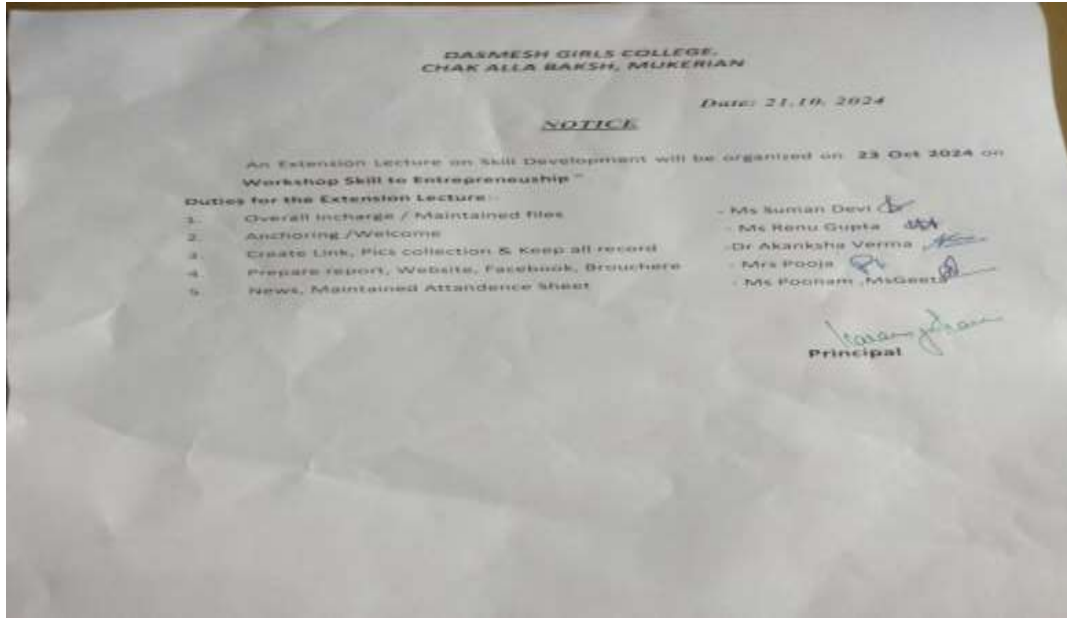 DASMESH GIRLS COLLEGE,
CHAK ALLA BAKSH, MUKERIAN
Date: 21.10. 2024
NOTICE
An Extension Lecture on Skill Development will be organized on 23 Oct 2024 on
Workshop Skill to Entrepreneuship"
Duties for the Extension Lecture:-
1. Overall Incharge / Maintained files - Ms Suman Devi
2. Anchoring /Welcome - Ms Renu Gupta
3. Create Link, Pics collection & Keep all record -Dr Akanksha Verma
4. Prepare report, Website, Facebook, Brouchere - Mrs Pooja
5. News, Maintained Attandence Sheet - Ms Poonam ,MsGeeta
Principal